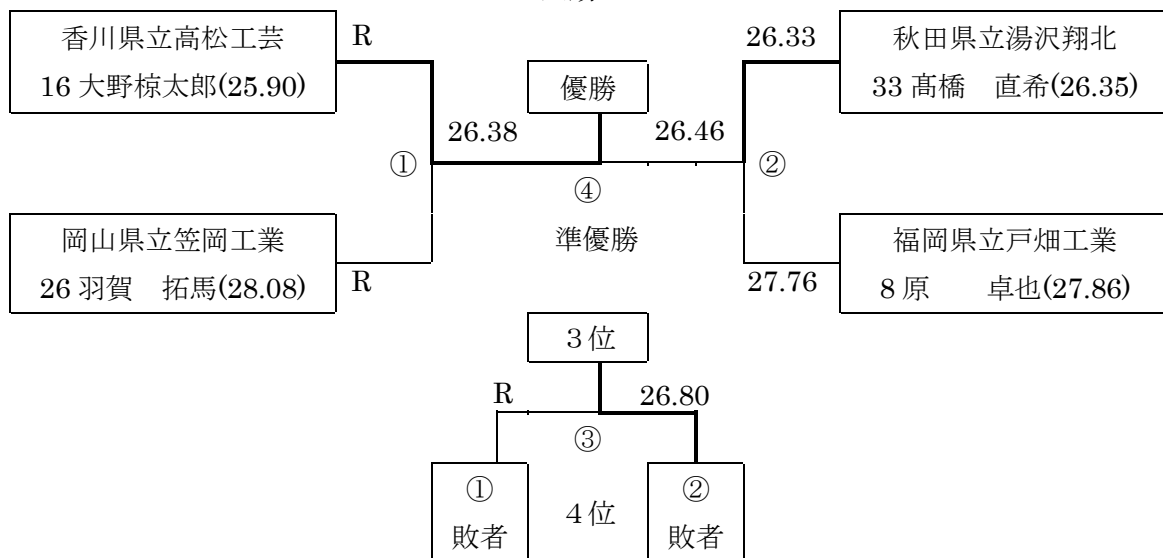 香川県立高松工芸
16 大野椋太郎(25.90)
R
26.33
秋田県立湯沢翔北
33 髙橋　直希(26.35)
優勝
26.38
26.46
①
②
④
岡山県立笠岡工業
26 羽賀　拓馬(28.08)
R
準優勝
27.76
福岡県立戸畑工業
8 原　　卓也(27.86)
３位
R
26.80
③
①
敗者
４位
②
敗者